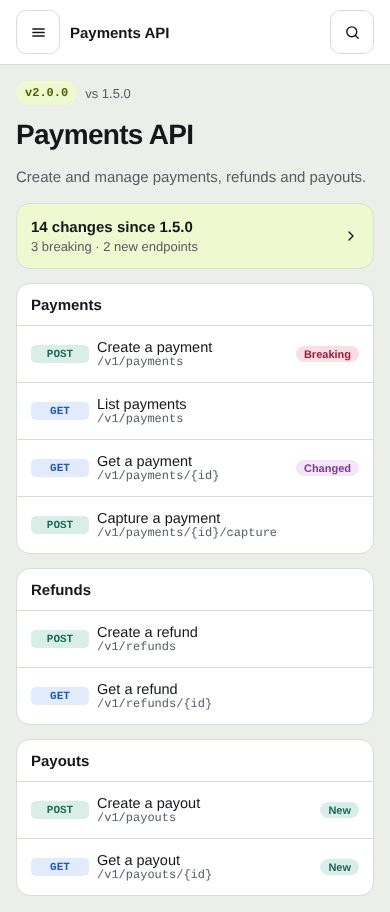 Payments API
v2.0.0 vs 1.5.0
Payments API
Create and manage payments, refunds and payouts.
14 changes since 1.5.0
3 breaking · 2 new endpoints
Payments
POST Create a payment Breaking
/v1/payments
GET List payments
/v1/payments
GET Get a payment Changed
/v1/payments/{id}
POST Capture a payment
/v1/payments/{id}/capture
Refunds
POST Create a refund
/v1/refunds
GET Get a refund
/v1/refunds/{id}
Payouts
POST Create a payout New
/v1/payouts
GET Get a payout New
/v1/payouts/{id}